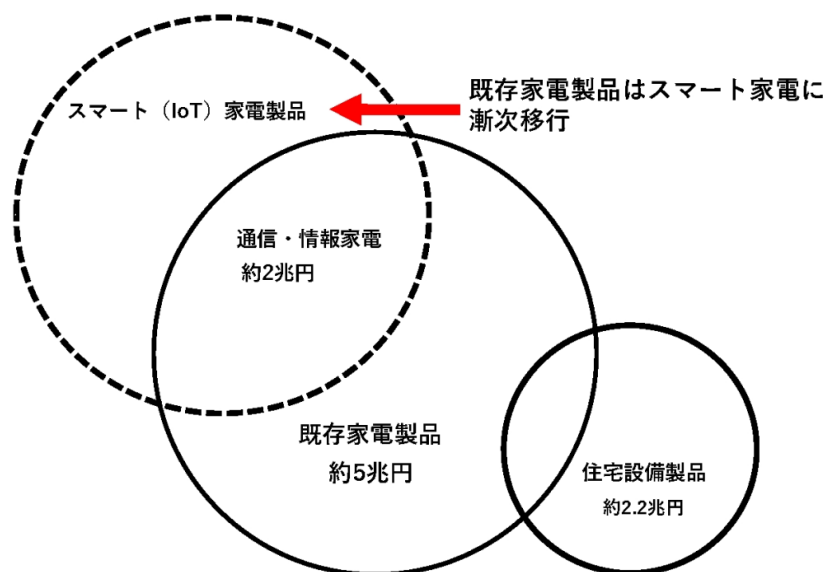 既存家電製品はスマート家電に
漸次移行
スマート（IoT）家電製品
通信・情報家電
約2兆円
既存家電製品
約5兆円
住宅設備製品
約2.2兆円